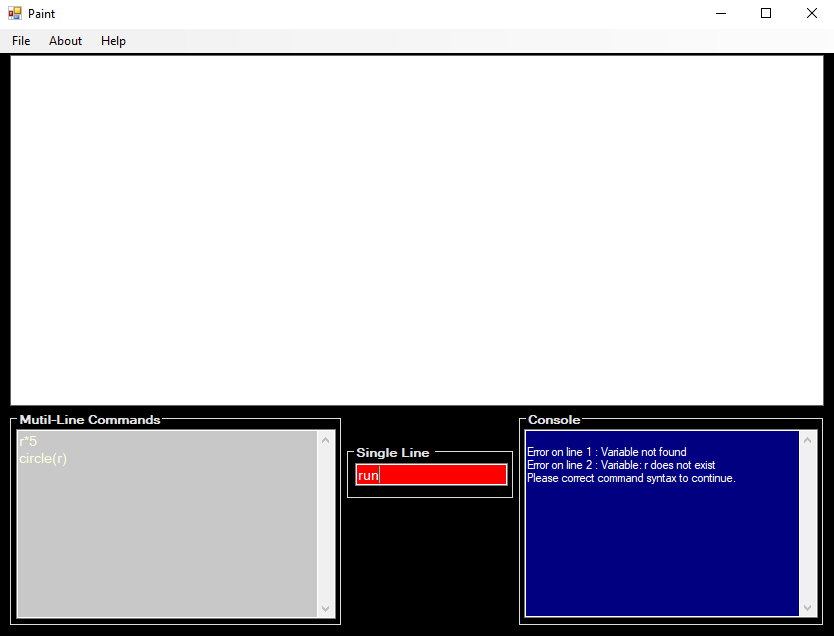 Paint
File About Help
Mutil-Line Commands
r*5
circle(r)
Single Line
run
Console
Error on line 1 : Variable not found
Error on line 2 : Variable: r does not exist
Please correct command syntax to continue.